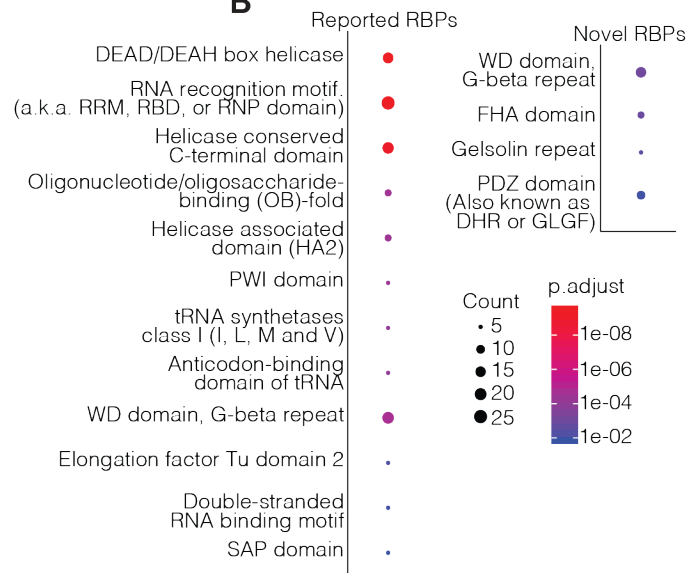 B
Reported RBPs
DEAD/DEAH box helicase
RNA recognition motif.
(a.k.a. RRM, RBD, or RNP domain)
Helicase conserved
C-terminal domain
Oligonucleotide/oligosaccharide-
binding (OB)-fold
Helicase associated
domain (HA2)
PWI domain
tRNA synthetases
class I (I, L, M and V)
Anticodon-binding
domain of tRNA
WD domain, G-beta repeat
Elongation factor Tu domain 2
Double-stranded
RNA binding motif
SAP domain
Novel RBPs
WD domain,
G-beta repeat
FHA domain
Gelsolin repeat
PDZ domain
(Also known as
DHR or GLGF)
Count
5
10
15
20
25
p.adjust
1e-08
1e-06
1e-04
1e-02